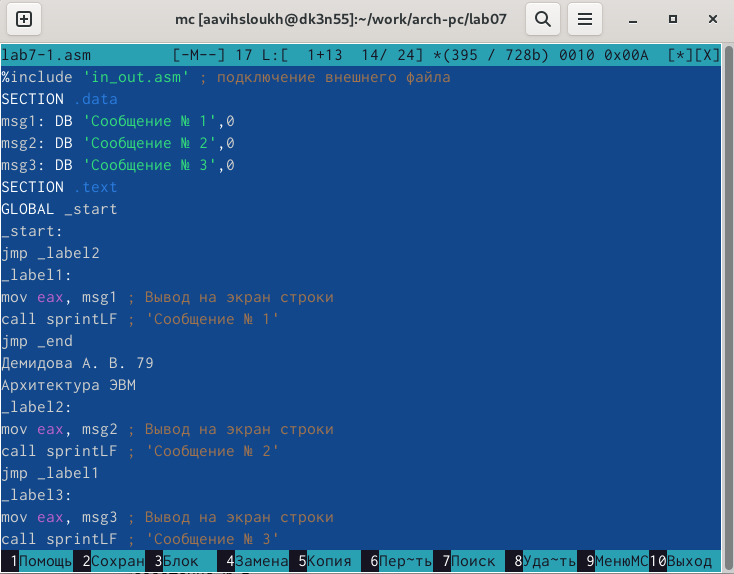 mc [aavihsloukh@dk3n55]:~/work/arch-pc/lab07
lab7-1.asm [-M--] 17 L:[ 1+13 14/ 24] *(395 / 728b) 0010 0x00A [*][X]
%include 'in_out.asm' ; подключение внешнего файла
SECTION .data
msg1: DB 'Сообщение № 1',0
msg2: DB 'Сообщение № 2',0
msg3: DB 'Сообщение № 3',0
SECTION .text
GLOBAL _start
_start:
jmp _label2
_label1:
mov eax, msg1 ; Вывод на экран строки
call sprintLF ; 'Сообщение № 1'
jmp _end
Демидова А. В. 79
Архитектура ЭВМ
_label2:
mov eax, msg2 ; Вывод на экран строки
call sprintLF ; 'Сообщение № 2'
jmp _label1
_label3:
mov eax, msg3 ; Вывод на экран строки
call sprintLF ; 'Сообщение № 3'
1Помощь 2Сохран 3Блок 4Замена 5Копия 6Пер~ть 7Поиск 8Уда~ть 9МенюМС 10Выход